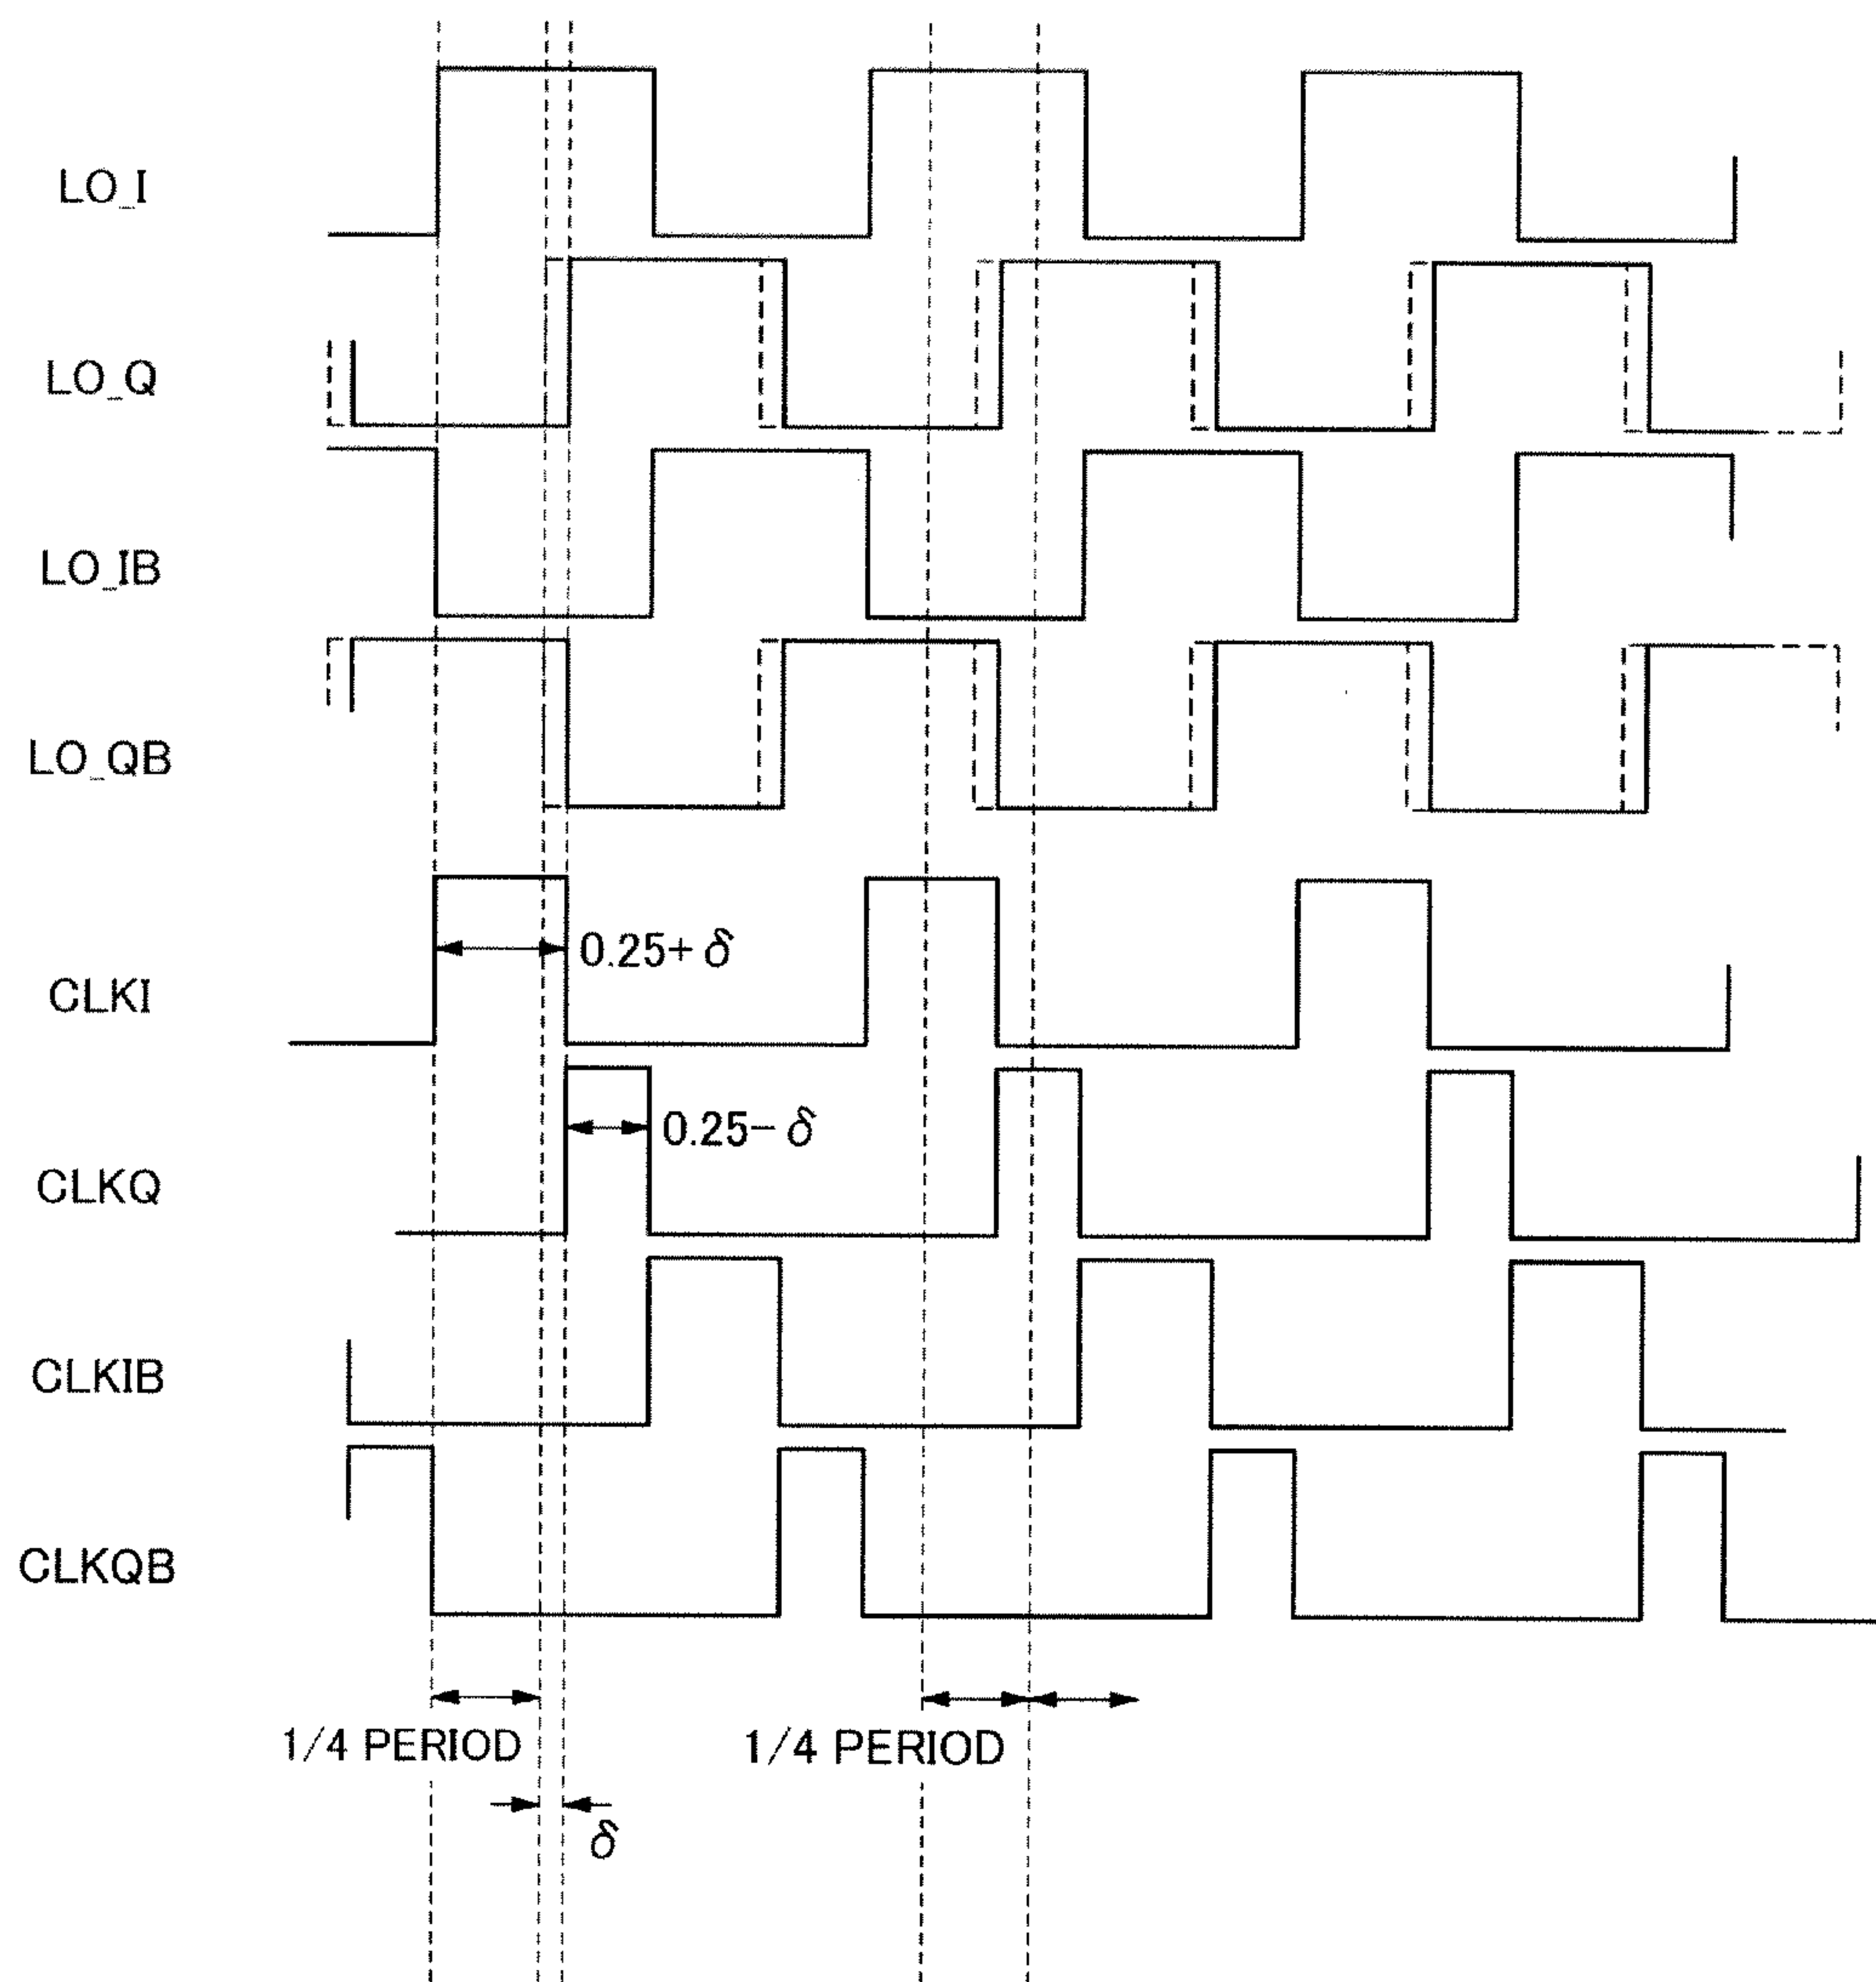 LO_I
LO_Q
LO_IB
LO_QB
0.25+δ
CLKI
0.25-δ
CLKQ
CLKIB
CLKQB
1/4 PERIOD
1/4 PERIOD
δ